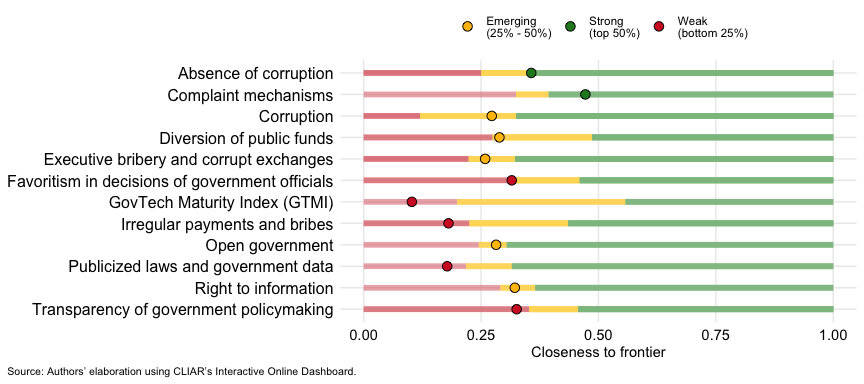 Emerging
(25% - 50%)
Strong
(top 50%)
Weak
(bottom 25%)
Absence of corruption
Complaint mechanisms
Corruption
Diversion of public funds
Executive bribery and corrupt exchanges
Favoritism in decisions of government officials
GovTech Maturity Index (GTMI)
Irregular payments and bribes
Open government
Publicized laws and government data
Right to information
Transparency of government policymaking
0.00 0.25 0.50 0.75 1.00
Closeness to frontier
Source: Authors’ elaboration using CLIAR’s Interactive Online Dashboard.